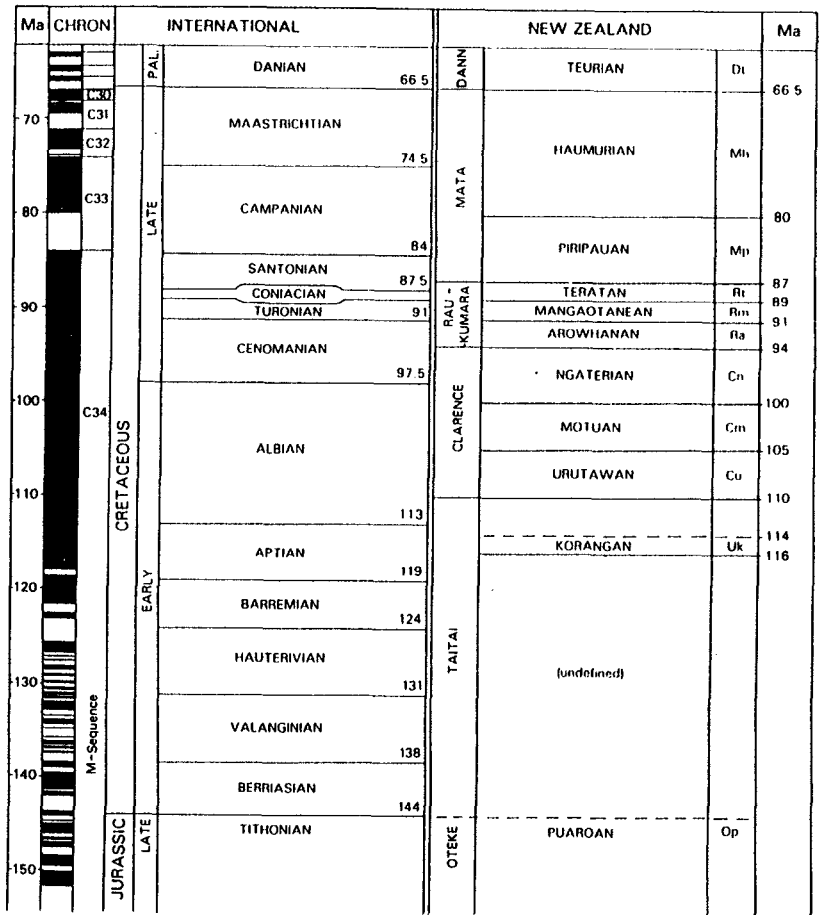 Ma CHRON INTERNATIONAL NEW ZEALAND Ma
PAL. DANIAN 66 5 DANN TEURIAN Dt 66 5
C30
C31
70
C32
MAASTRICHTIAN 74 5
HAUMURIAN Mh
C33
80
LATE
CAMPANIAN 84
MATA
80
PIRIPAUAN Mp
SANTONIAN 87 5
87
CONIACIAN
TERATAN Rt
89
90
TURONIAN 91
RAU-
KUMARA
MANGAOTANEAN Rm
91
AROWHANAN Ra
94
CENOMANIAN 97.5
NGATERIAN Cn
100
C34
100
CRETACEOUS
ALBIAN
CLARENCE
MOTUAN Cm
105
URUTAWAN Cu
110
110
113
114
APTIAN
KORANGAN Uk
116
119
120
EARLY
BARREMIAN
124
HAUTERIVIAN
TAITAI
(undefined)
130
131
M-Sequence
VALANGINIAN
138
140
BERRIASIAN
144
JURASSIC
LATE
TITHONIAN
OTEKE
PUAROAN Op
150